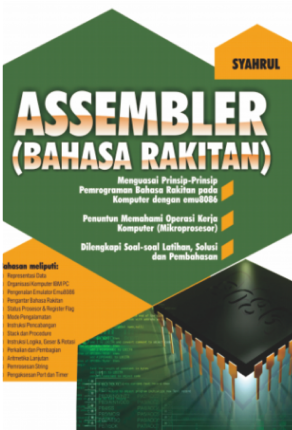 SYAHRUL
ASSEMBLER
(BAHASA RAKITAN)
Menguasai Prinsip-Prinsip
Pemrograman Bahasa Rakitan pada
Komputer dengan emu8086
Penuntun Memahami Operasi Kerja
Komputer (Mikroprosesor)
Dilengkapi Soal-soal Latihan, Solusi
dan Pembahasan
ahasan meliputi:
Representasi Data
Organisasi Komputer IBM PC
Pengenalan Emulator Emu8086
Pengantar Bahasa Rakitan
Status Prosesor & Register Flag
Mode Pengalamatan
Instruksi Percabangan
Stack dan Procedure
Instruksi Logika, Geser & Rotasi
Perkalian dan Pembagian
Aritmetika Lanjutan
Pemrosesan String
Pengaksesan Port dan Timer